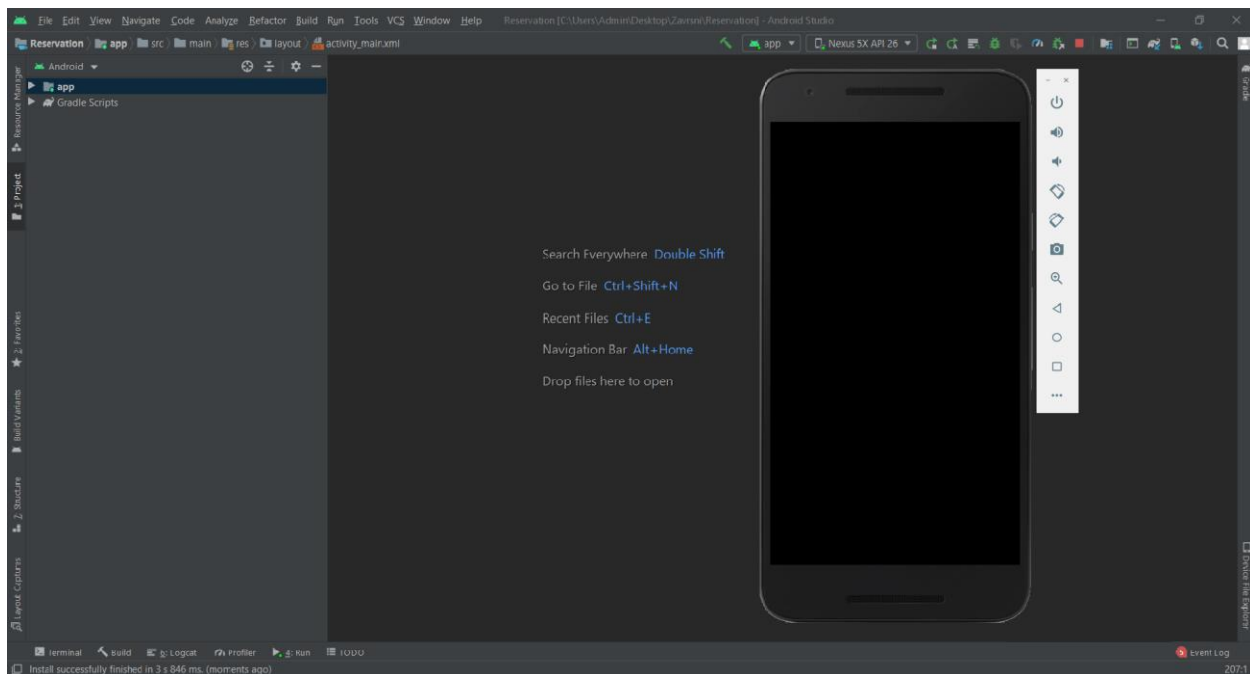 File Edit View Navigate Code Analyze Refactor Build Run Tools VCS Window Help Reservation [C:\Users\Admin\Desktop\Zavrsni\Reservation] - Android Studio
Reservation app src main res layout activity_main.xml app Nexus 5X API 26
Android
app
Gradle Scripts
Resource Manager
1: Project
2: Favorites
Build Variants
7: Structure
Layout Captures
Search Everywhere Double Shift
Go to File Ctrl+Shift+N
Recent Files Ctrl+E
Navigation Bar Alt+Home
Drop files here to open
Gradle
Device File Explorer
Terminal Build 6: Logcat Profiler 4: Run TODO Event Log
Install successfully finished in 3 s 846 ms. (moments ago) 207:1